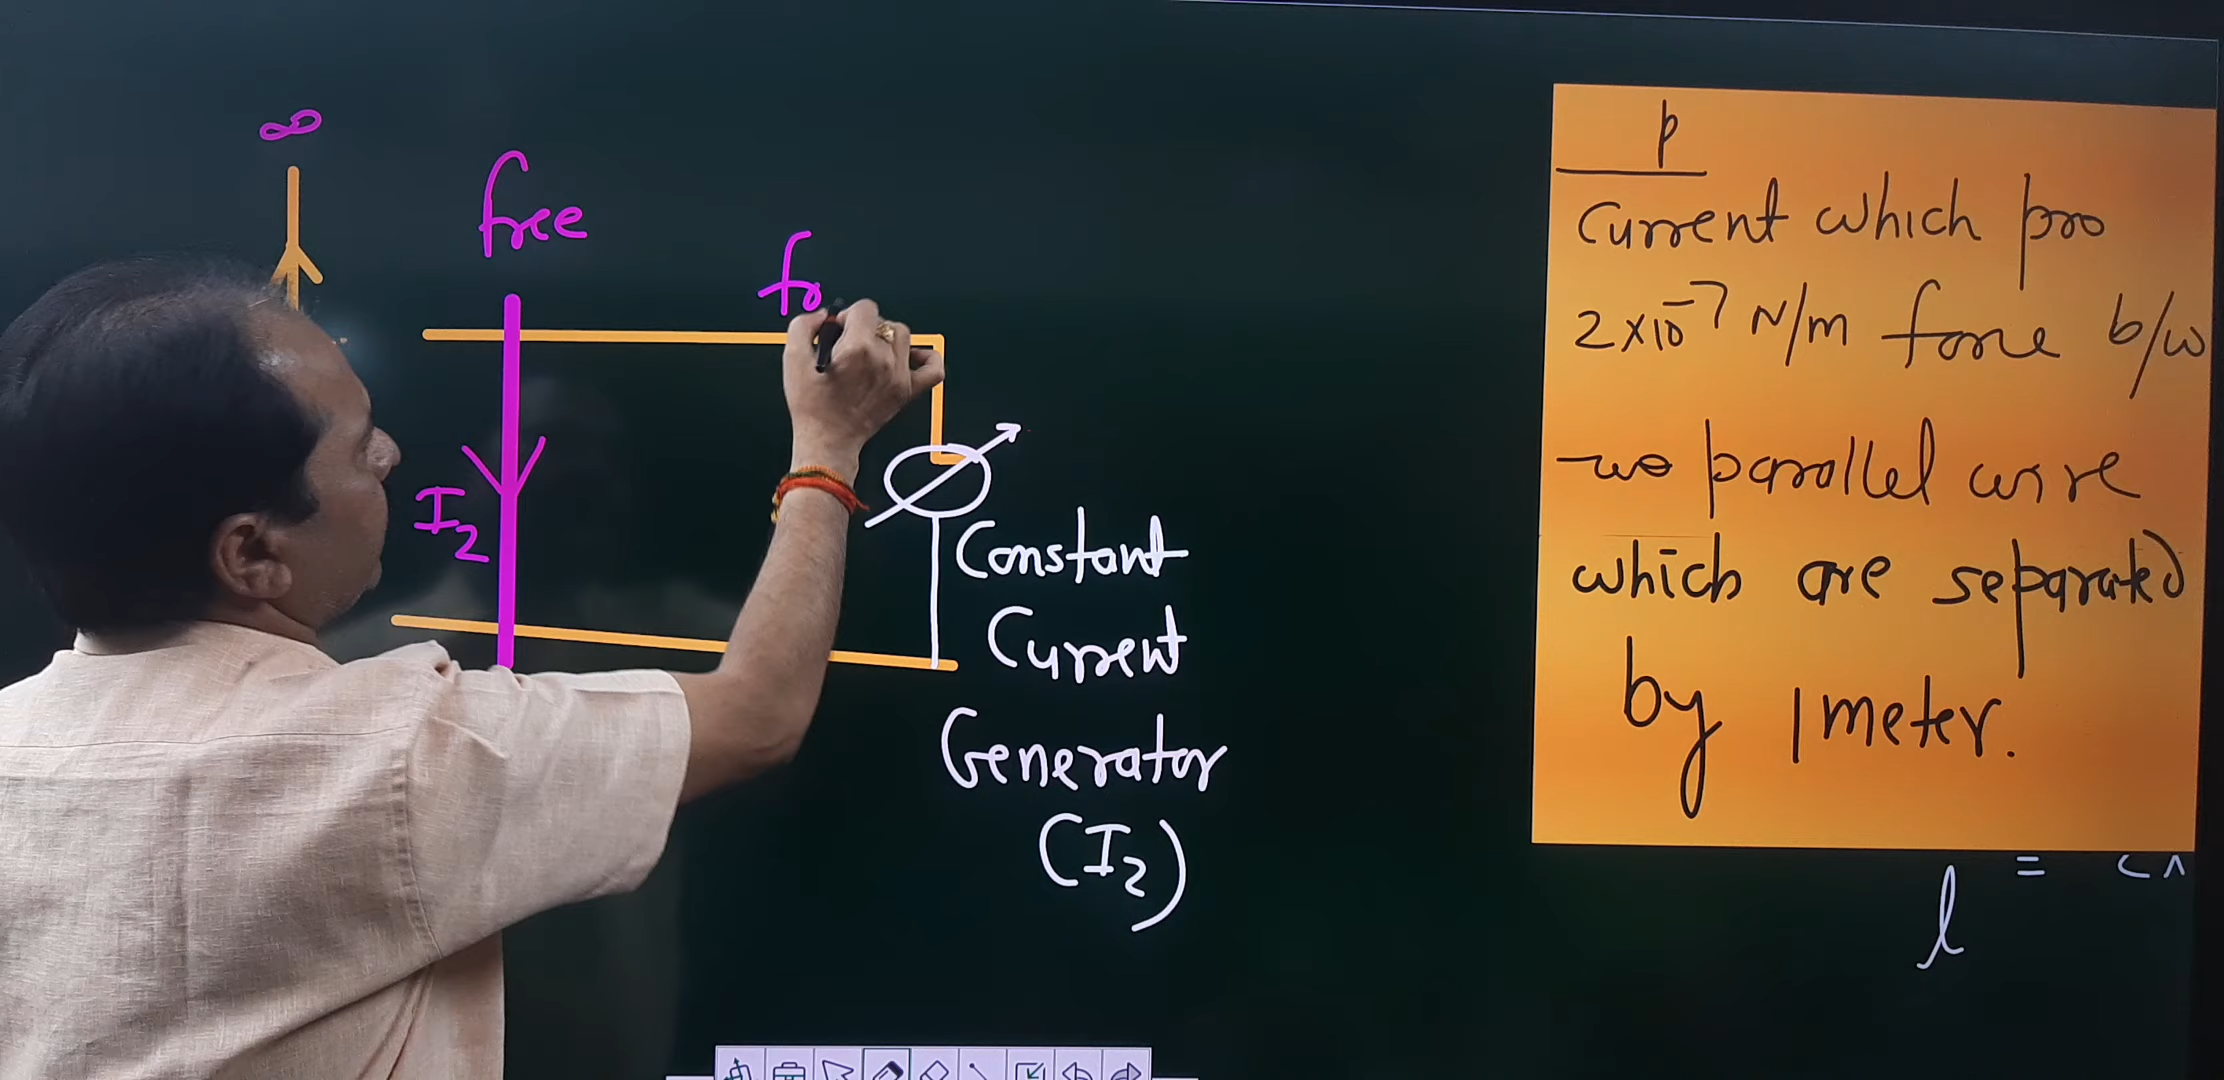 ∞
free
fr
I₂
Constant
Current
Generator
(I₂)
Current which pro
2×10⁻⁷ N/m force b/w
two parallel wire
which are separated
by 1 meter.
l =